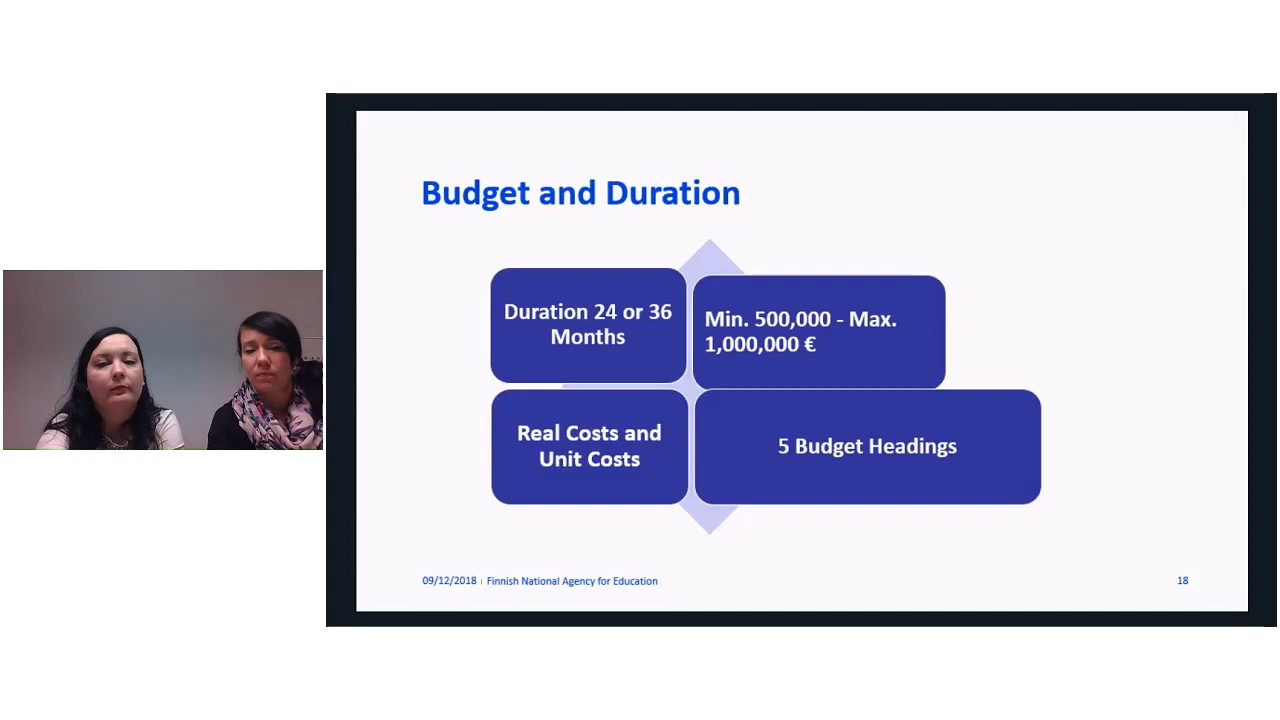 Budget and Duration
Duration 24 or 36
Months
Min. 500,000 - Max.
1,000,000 €
Real Costs and
Unit Costs
5 Budget Headings
09/12/2018 | Finnish National Agency for Education
18